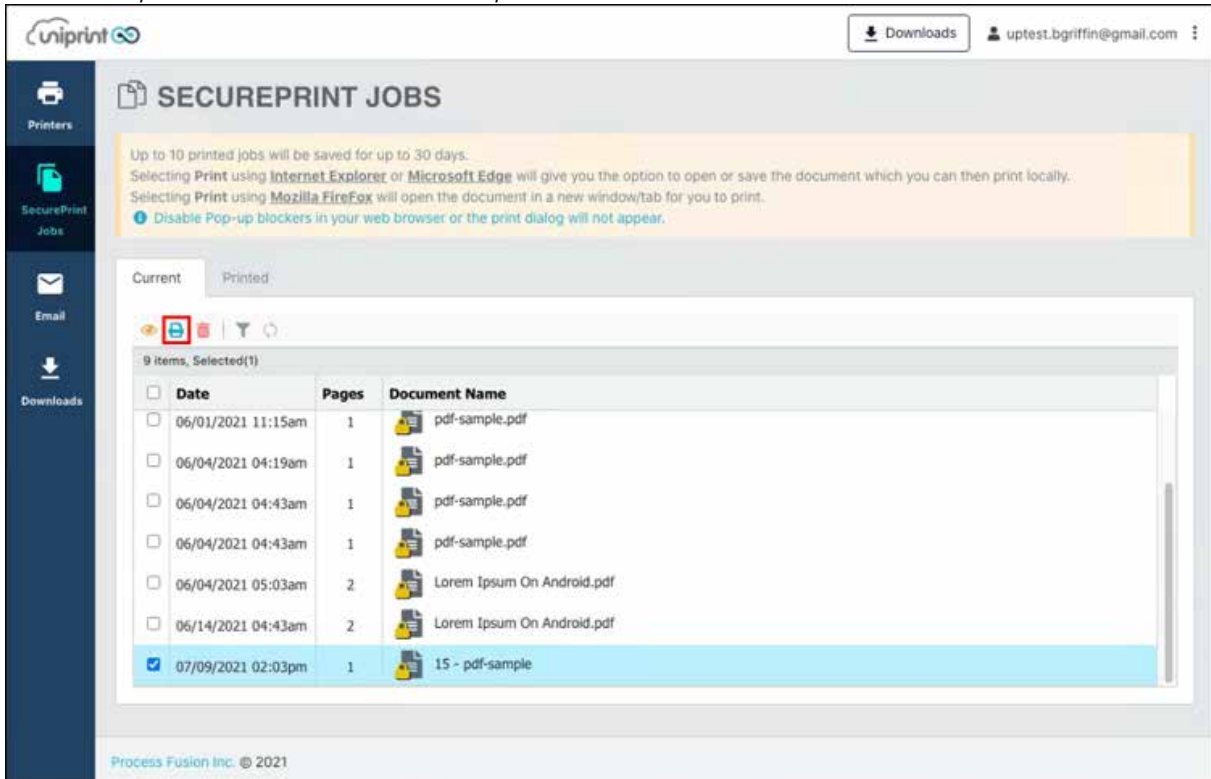 uniprint
Downloads
uptest.bgriffin@gmail.com
Printers
SecurePrint
Jobs
Email
Downloads
SECUREPRINT JOBS
Up to 10 printed jobs will be saved for up to 30 days.
Selecting Print using Internet Explorer or Microsoft Edge will give you the option to open or save the document which you can then print locally.
Selecting Print using Mozilla FireFox will open the document in a new window/tab for you to print.
Disable Pop-up blockers in your web browser or the print dialog will not appear.
Current Printed
9 items, Selected(1)
Date Pages Document Name
06/01/2021 11:15am 1 pdf-sample.pdf
06/04/2021 04:19am 1 pdf-sample.pdf
06/04/2021 04:43am 1 pdf-sample.pdf
06/04/2021 04:43am 1 pdf-sample.pdf
06/04/2021 05:03am 2 Lorem Ipsum On Android.pdf
06/14/2021 04:43am 2 Lorem Ipsum On Android.pdf
07/09/2021 02:03pm 1 15 - pdf-sample
Process Fusion Inc. © 2021